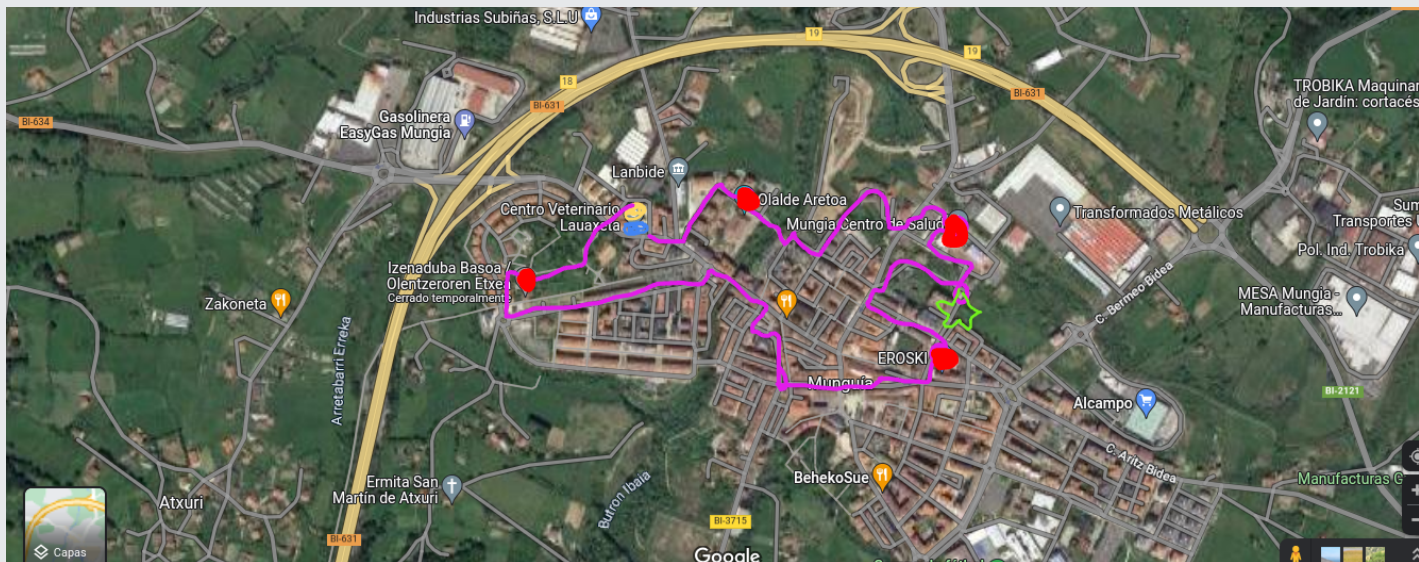 Industrias Subiñas, S.L.U
19
19
18
BI-631
BI-631
TROBIKA Maquinar
de Jardín: cortacés
Gasolinera
EasyGas Mungia
BI-634
Lanbide
Olalde Aretoa
Centro Veterinario
Lauaxeta
Mungia Centro de Salud
Transformados Metálicos
Sum
Transportes
Pol. Ind. Trobika
Izenaduba Basoa /
Olentzeroren Etxea
Cerrado temporalmente
Zakoneta
C. Bermeo Bidea
MESA Mungia -
Manufacturas...
Arretabarri Erreka
EROSKI
Munguía
BI-2121
Alcampo
C. Aritz Bidea
Ermita San
Martín de Atxuri
BehekoSue
Manufacturas G
Atxuri
Butron Ibaia
BI-3715
BI-631
Capas
Google